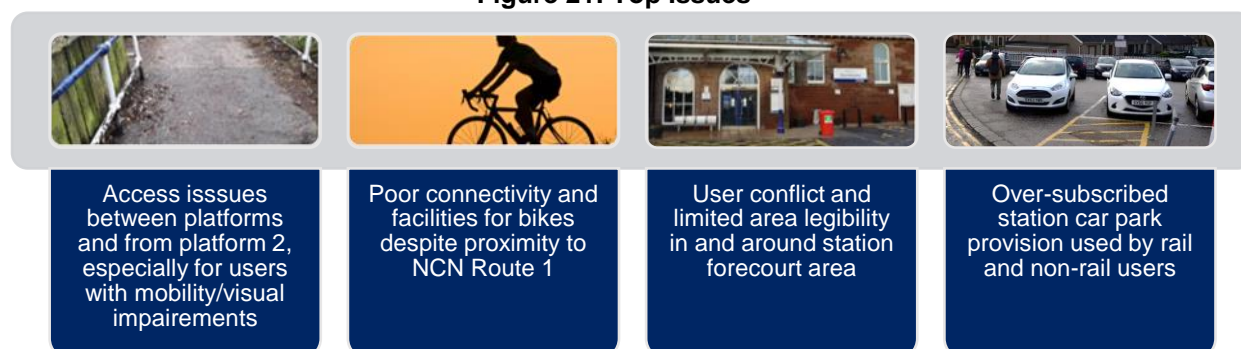 Figure 21: Top Issues
Access isssues
between platforms
and from platform 2,
especially for users
with mobility/visual
impairements
Poor connectivity and
facilities for bikes
despite proximity to
NCN Route 1
User conflict and
limited area legibility
in and around station
forecourt area
Over-subscribed
station car park
provision used by rail
and non-rail users